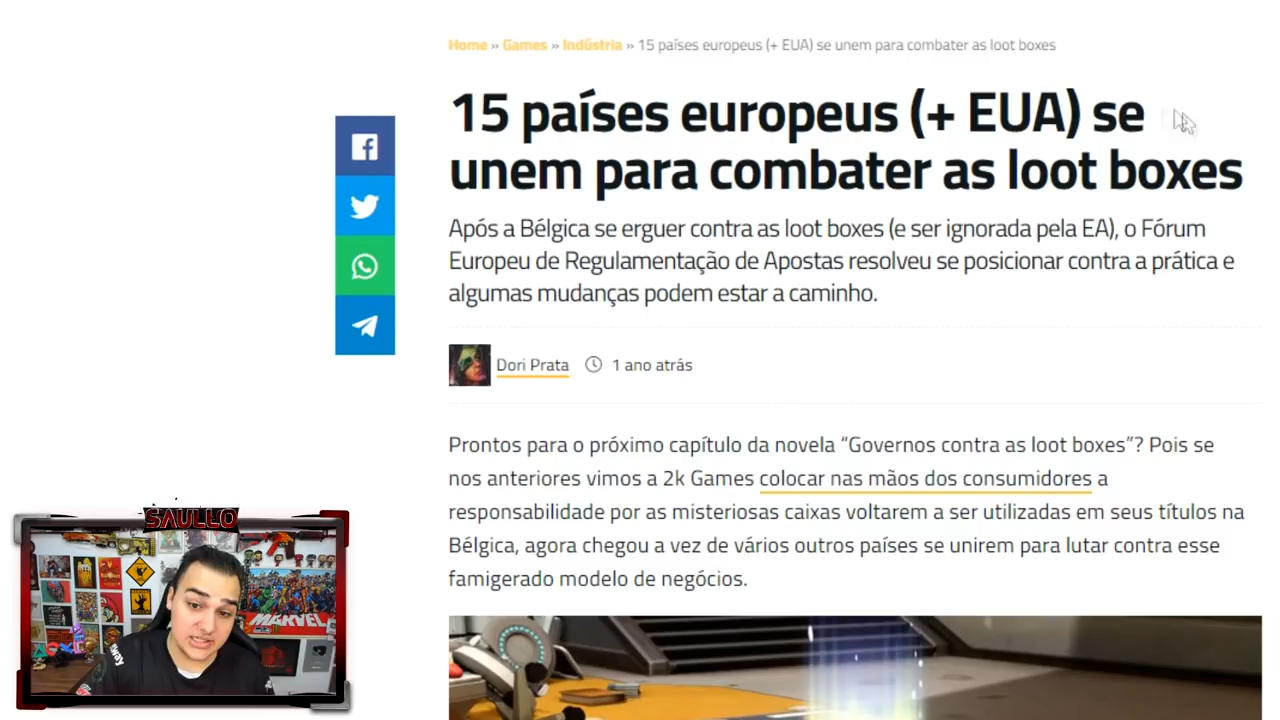 Home » Games » Indústria » 15 países europeus (+ EUA) se unem para combater as loot boxes
15 países europeus (+ EUA) se
unem para combater as loot boxes
Após a Bélgica se erguer contra as loot boxes (e ser ignorada pela EA), o Fórum
Europeu de Regulamentação de Apostas resolveu se posicionar contra a prática e
algumas mudanças podem estar a caminho.
Dori Prata 1 ano atrás
Prontos para o próximo capítulo da novela “Governos contra as loot boxes”? Pois se
nos anteriores vimos a 2k Games colocar nas mãos dos consumidores a
responsabilidade por as misteriosas caixas voltarem a ser utilizadas em seus títulos na
Bélgica, agora chegou a vez de vários outros países se unirem para lutar contra esse
famigerado modelo de negócios.
SAULLO
MARVEL